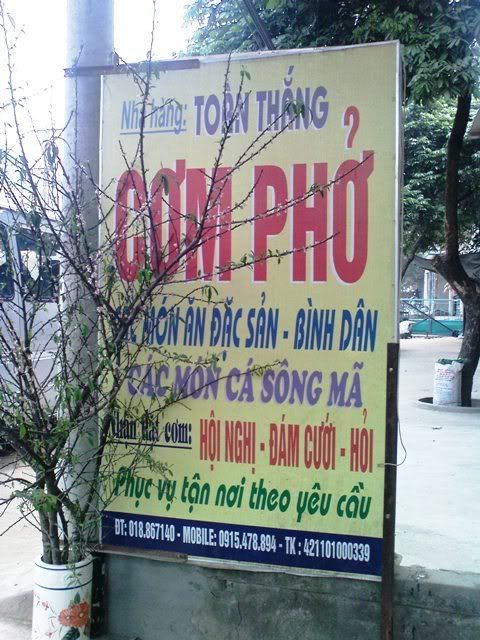 Nhà hàng: TOÀN THẮNG
CƠM PHỞ
CÁC MÓN ĂN ĐẶC SẢN - BÌNH DÂN
CÁC MÓN CÁ SÔNG MÃ
Nhận đặt cơm: HỘI NGHỊ - ĐÁM CƯỚI - HỎI
Phục vụ tận nơi theo yêu cầu
ĐT: 018.867140 - MOBILE: 0915.478.894 - TK : 421101000339